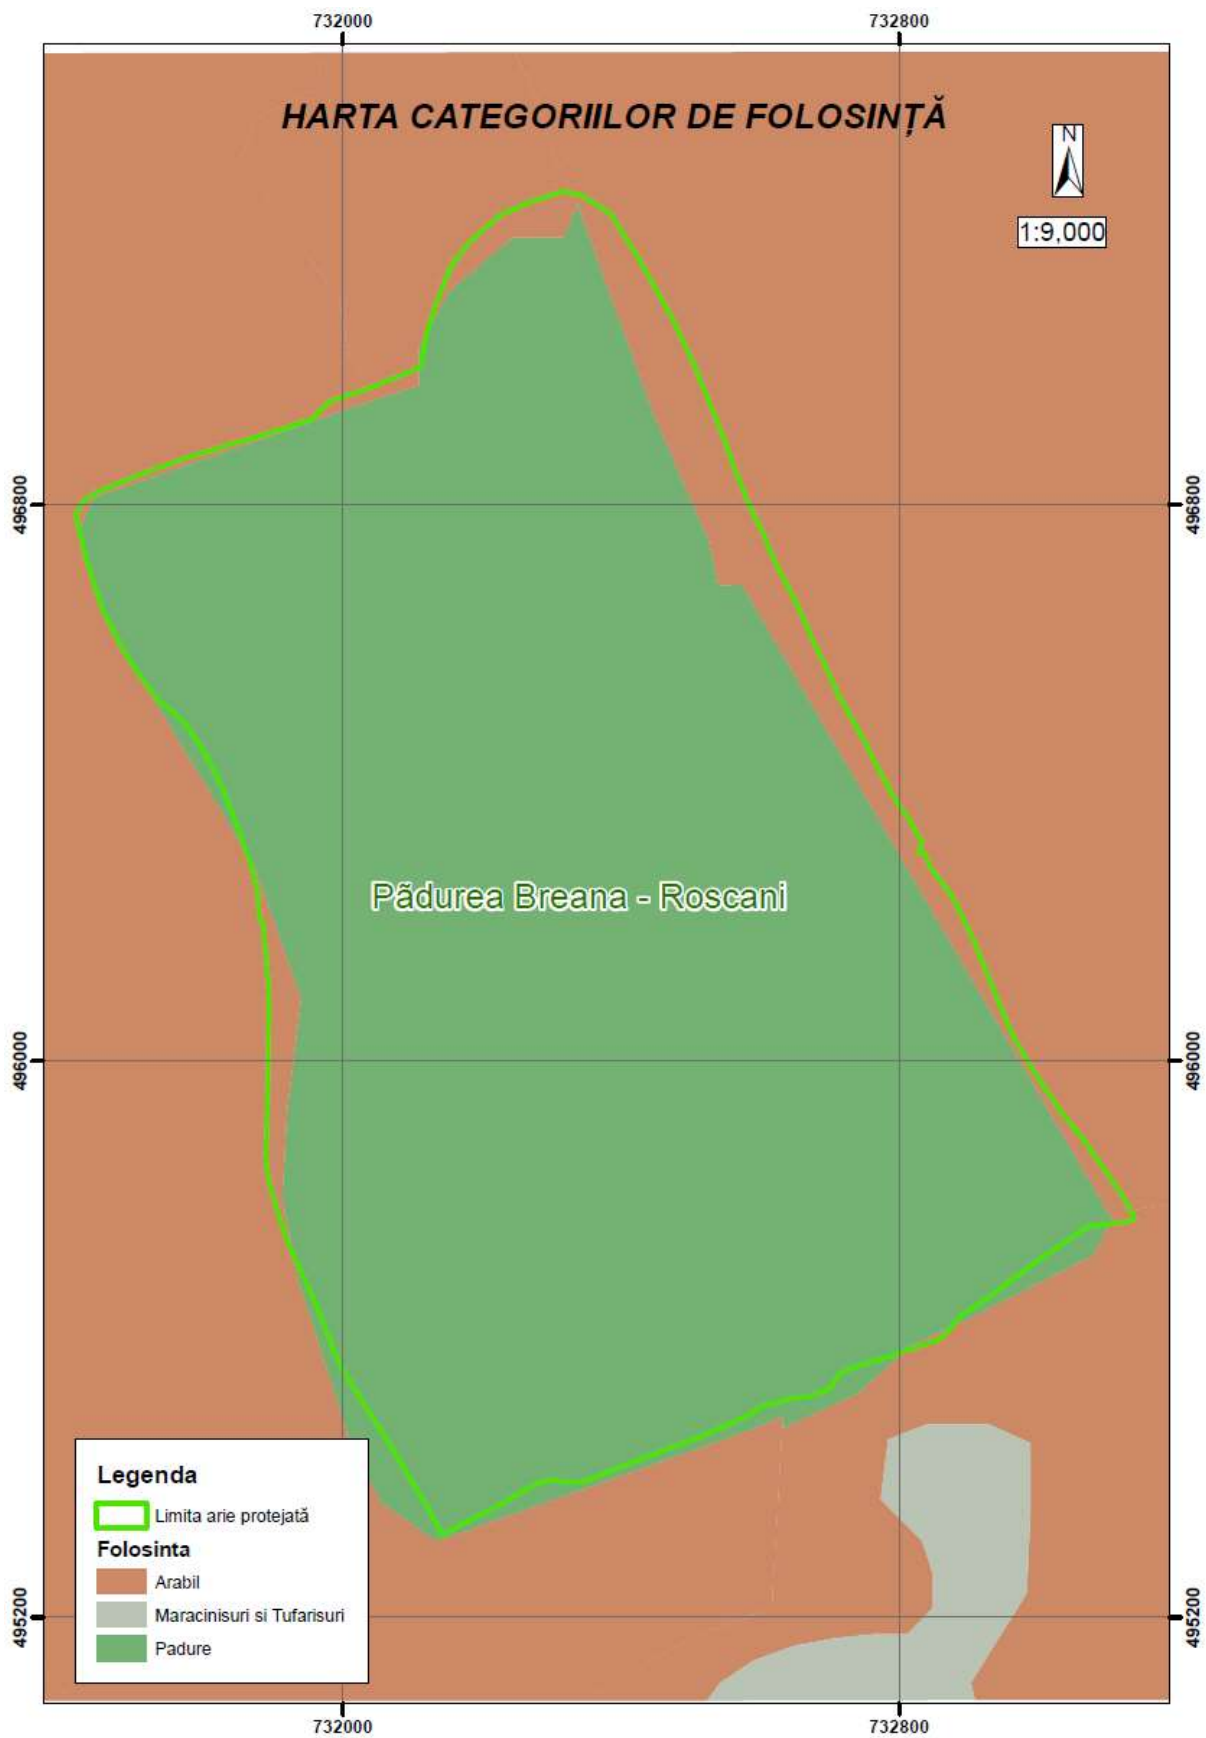 732000
732800
HARTA CATEGORIILOR DE FOLOSINȚĂ
N
1:9,000
496800
496800
Pãdurea Breana - Roscani
496000
496000
Legenda
Limita arie protejată
Folosinta
Arabil
Maracinisuri si Tufarisuri
Padure
495200
495200
732000
732800